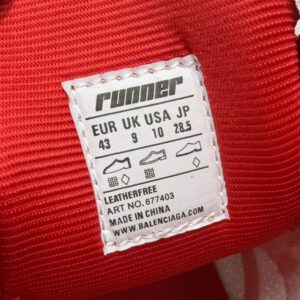 runner
EUR UK USA JP
43 9 10 28.5
LEATHERFREE
ART NO. 677403
MADE IN CHINA
WWW.BALENCIAGA.COM